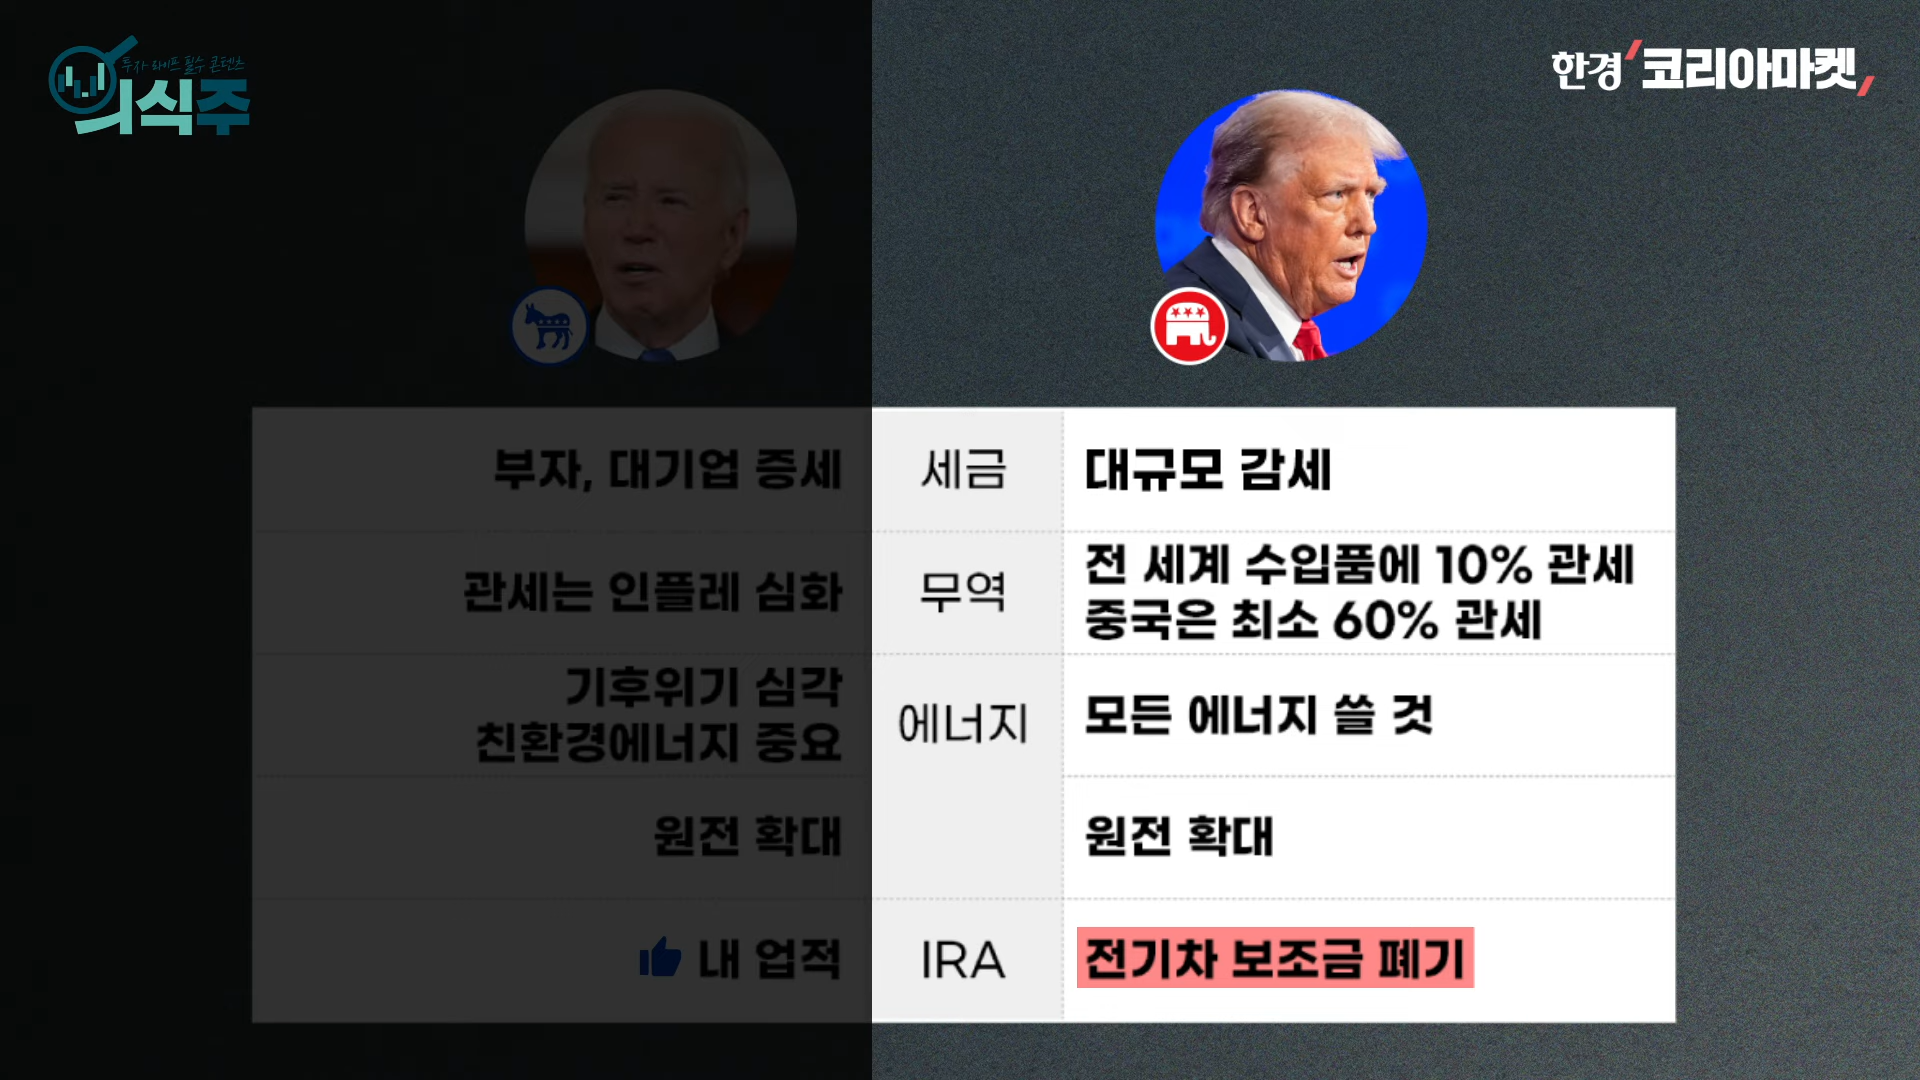 투자 라이프 필수 콘텐츠
의식주
한경 코리아마켓
부자, 대기업 증세
세금
대규모 감세
관세는 인플레 심화
무역
전 세계 수입품에 10% 관세
중국은 최소 60% 관세
기후위기 심각
친환경에너지 중요
에너지
모든 에너지 쓸 것
원전 확대
원전 확대
내 업적
IRA
전기차 보조금 폐기